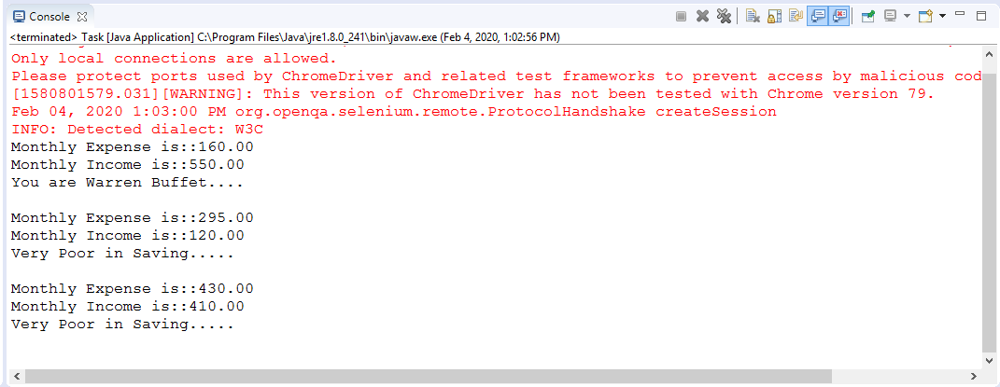 Console
<terminated> Task [Java Application] C:\Program Files\Java\jre1.8.0_241\bin\javaw.exe (Feb 4, 2020, 1:02:56 PM)
Only local connections are allowed.
Please protect ports used by ChromeDriver and related test frameworks to prevent access by malicious cod
[1580801579.031][WARNING]: This version of ChromeDriver has not been tested with Chrome version 79.
Feb 04, 2020 1:03:00 PM org.openqa.selenium.remote.ProtocolHandshake createSession
INFO: Detected dialect: W3C
Monthly Expense is::160.00
Monthly Income is::550.00
You are Warren Buffet....
Monthly Expense is::295.00
Monthly Income is::120.00
Very Poor in Saving.....
Monthly Expense is::430.00
Monthly Income is::410.00
Very Poor in Saving.....